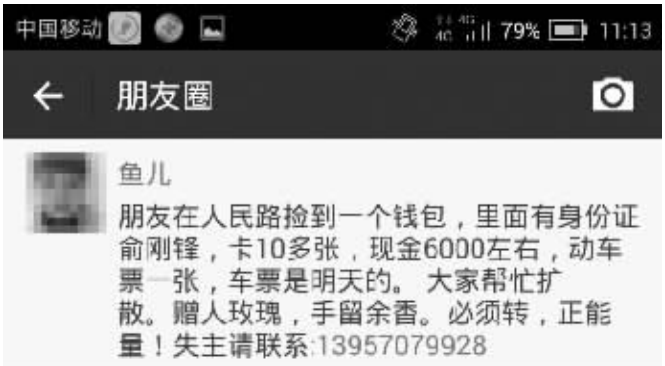 中国移动 79% 11:13
朋友圈
鱼儿
朋友在人民路捡到一个钱包，里面有身份证
俞刚锋，卡10多张，现金6000左右，动车
票一张，车票是明天的。 大家帮忙扩
散。赠人玫瑰，手留余香。必须转，正能
量！失主请联系:13957079928